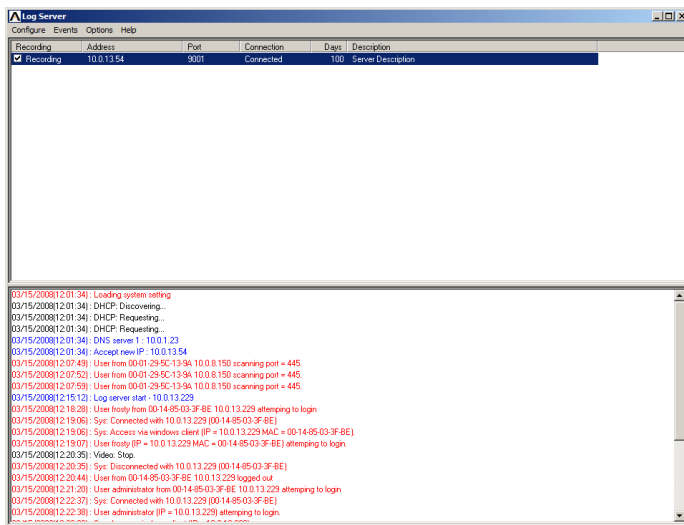 Log Server
Configure Events Options Help
Recording Address Port Connection Days Description
Recording 10.0.13.54 9001 Connected 100 Server Description
03/15/2008(12:01:34) : Loading system setting
03/15/2008(12:01:34) : DHCP: Discovering...
03/15/2008(12:01:34) : DHCP: Requesting...
03/15/2008(12:01:34) : DHCP: Requesting...
03/15/2008(12:01:34) : DNS server 1 : 10.0.1.23
03/15/2008(12:01:34) : Accept new IP : 10.0.13.54
03/15/2008(12:07:49) : User from 00-01-29-5C-13-9A 10.0.8.150 scanning port = 445.
03/15/2008(12:07:52) : User from 00-01-29-5C-13-9A 10.0.8.150 scanning port = 445.
03/15/2008(12:07:59) : User from 00-01-29-5C-13-9A 10.0.8.150 scanning port = 445.
03/15/2008(12:15:12) : Log server start - 10.0.13.229
03/15/2008(12:18:28) : User frosty from 00-14-85-03-3F-BE 10.0.13.229 attemping to login
03/15/2008(12:19:06) : Sys: Connected with 10.0.13.229 (00-14-85-03-3F-BE)
03/15/2008(12:19:06) : Sys: Access via windows client (IP = 10.0.13.229 MAC = 00-14-85-03-3F-BE).
03/15/2008(12:19:07) : User frosty (IP = 10.0.13.229 MAC = 00-14-85-03-3F-BE) attemping to login.
03/15/2008(12:20:35) : Video: Stop.
03/15/2008(12:20:35) : Sys: Disconnected with 10.0.13.229 (00-14-85-03-3F-BE)
03/15/2008(12:20:44) : User from 00-14-85-03-3F-BE 10.0.13.229 logged out
03/15/2008(12:21:20) : User administrator from 00-14-85-03-3F-BE 10.0.13.229 attemping to login
03/15/2008(12:22:37) : Sys: Connected with 10.0.13.229 (00-14-85-03-3F-BE)
03/15/2008(12:22:38) : User administrator (IP = 10.0.13.229) attemping to login.